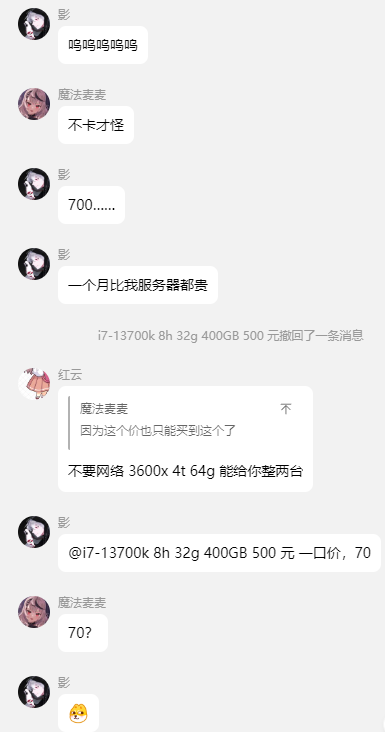 影
呜呜呜呜呜
魔法麦麦
不卡才怪
影
700......
影
一个月比我服务器都贵
i7-13700k 8h 32g 400GB 500 元撤回了一条消息
红云
魔法麦麦
因为这个价也只能买到这个了
不要网络 3600x 4t 64g 能给你整两台
影
@i7-13700k 8h 32g 400GB 500 元 一口价，70
魔法麦麦
70?
影